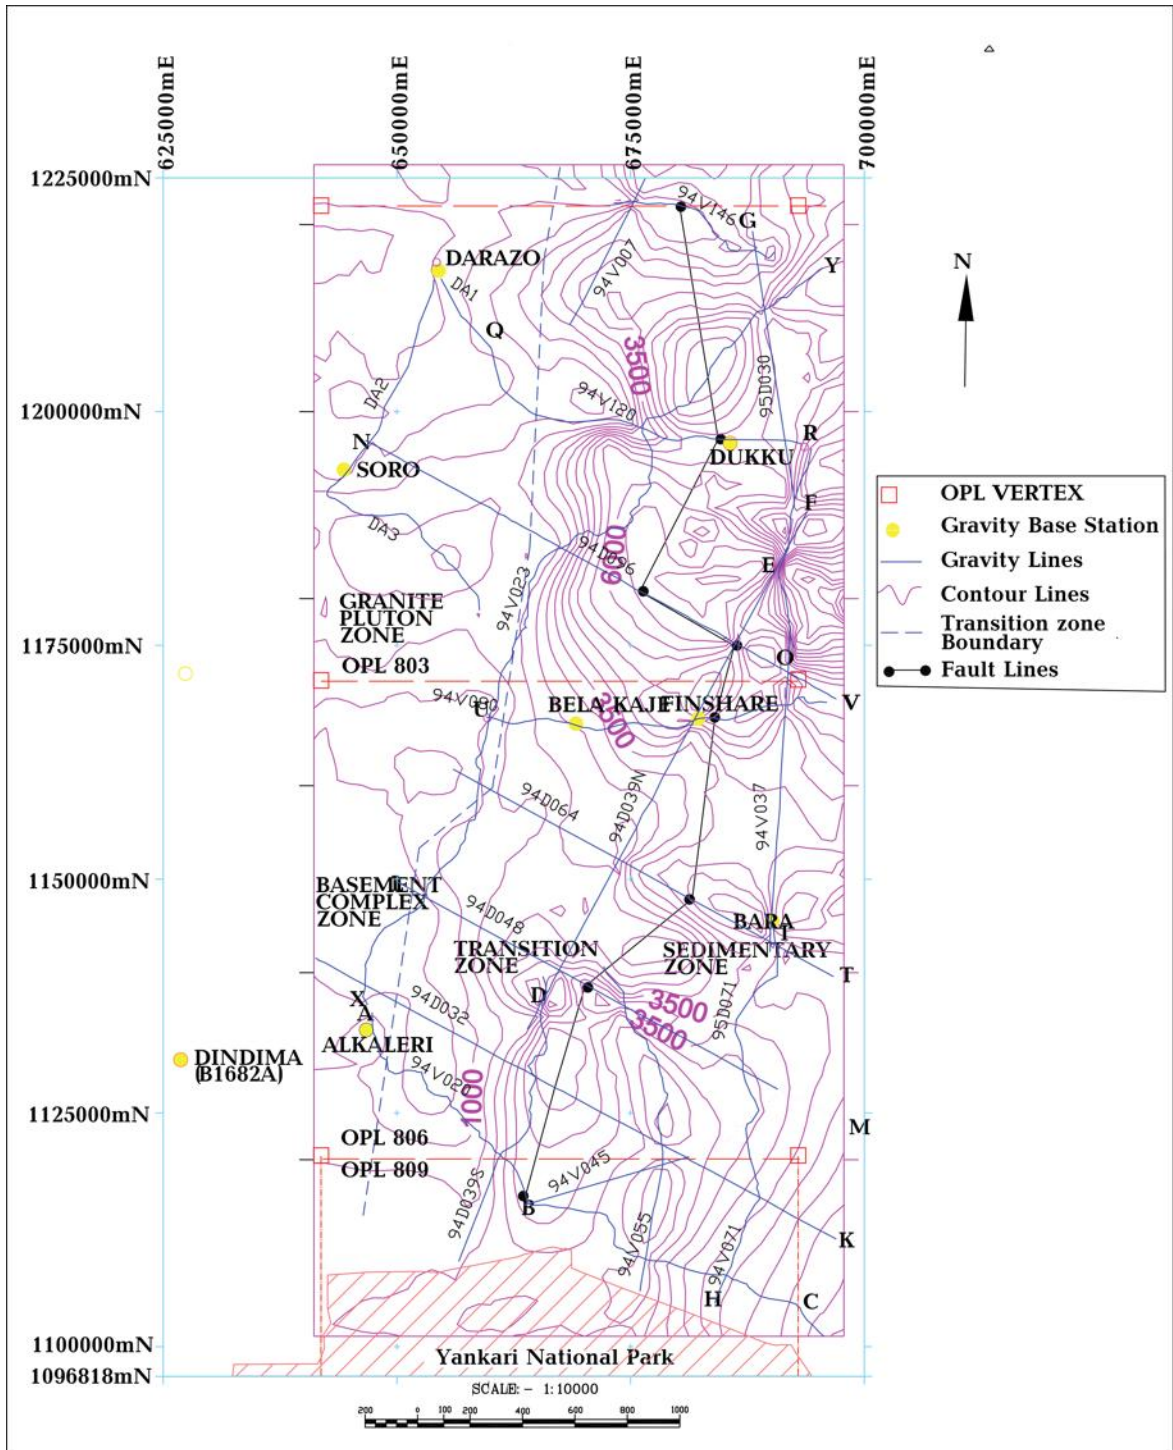 625000mE
650000mE
675000mE
700000mE
1225000mN
94V146
G
DARAZO
Y
94V007
DA1
N
Q
3500
95D030
DA2
94V120
1200000mN
R
N
DUKKU
SORO
OPL VERTEX
F
Gravity Base Station
DA3
6000
94D056
E
Gravity Lines
94V023
Contour Lines
GRANITE
PLUTON
ZONE
Transition zone
Boundary
1175000mN
O
OPL 803
Fault Lines
94V080
U
BELA KAJE
FINSHARE
V
3500
94D064
94D039N
94V037
1150000mN
BASEMENT
COMPLEX
ZONE
94D048
BARA
I
TRANSITION
ZONE
SEDIMENTARY
ZONE
T
X
D
94D032
3500
95D071
A
3500
ALKALERI
DINDIMA
(B1682A)
94V020
1000
1125000mN
M
OPL 806
OPL 809
94V045
94D039S
B
94V055
K
94V071
H
C
1100000mN
Yankari National Park
1096818mN
SCALE:- 1:10000
200 0 200 400 600 800 1000